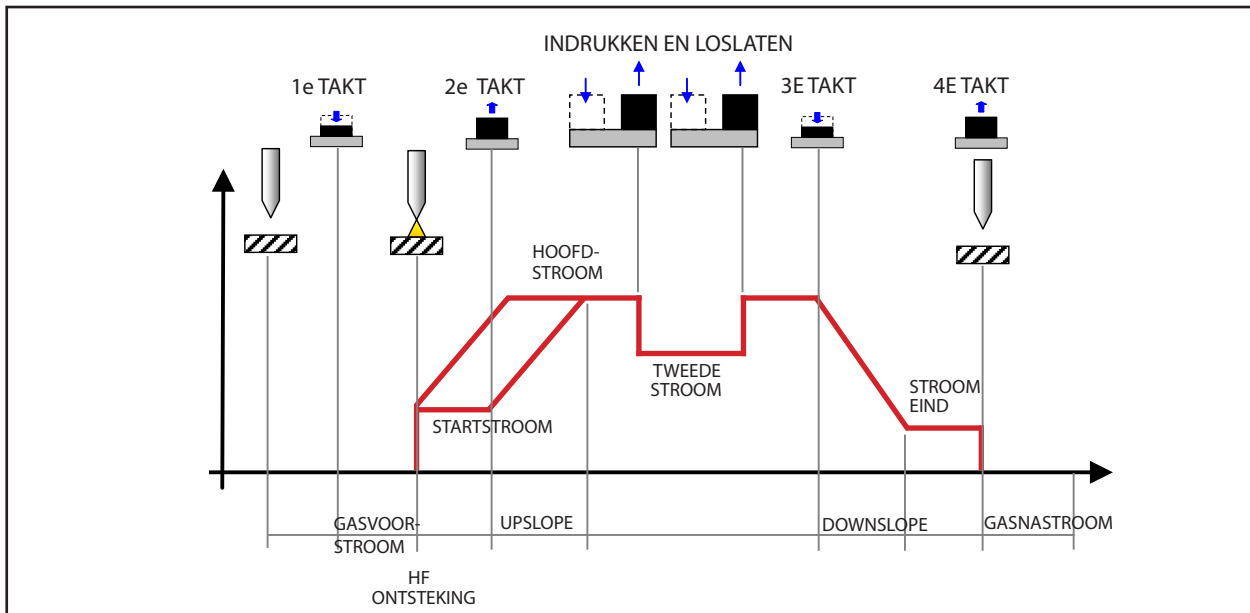 INDRUKKEN EN LOSLATEN
1e TAKT
2e TAKT
3E TAKT
4E TAKT
HOOFD-
STROOM
TWEEDE
STROOM
STROOM
EIND
STARTSTROOM
GASVOOR-
STROOM
UPSLOPE
DOWNSLOPE
GASNASTROOM
HF
ONTSTEKING